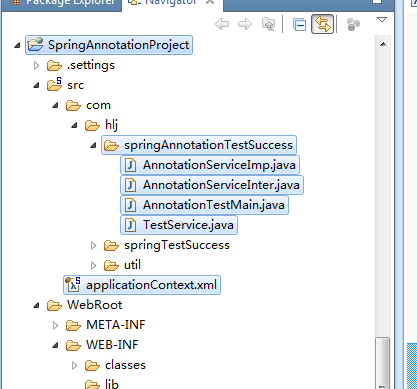 Package Explorer
Navigator
SpringAnnotationProject
.settings
src
com
hlj
springAnnotationTestSuccess
AnnotationServiceImp.java
AnnotationServiceInter.java
AnnotationTestMain.java
TestService.java
springTestSuccess
util
applicationContext.xml
WebRoot
META-INF
WEB-INF
classes
lib